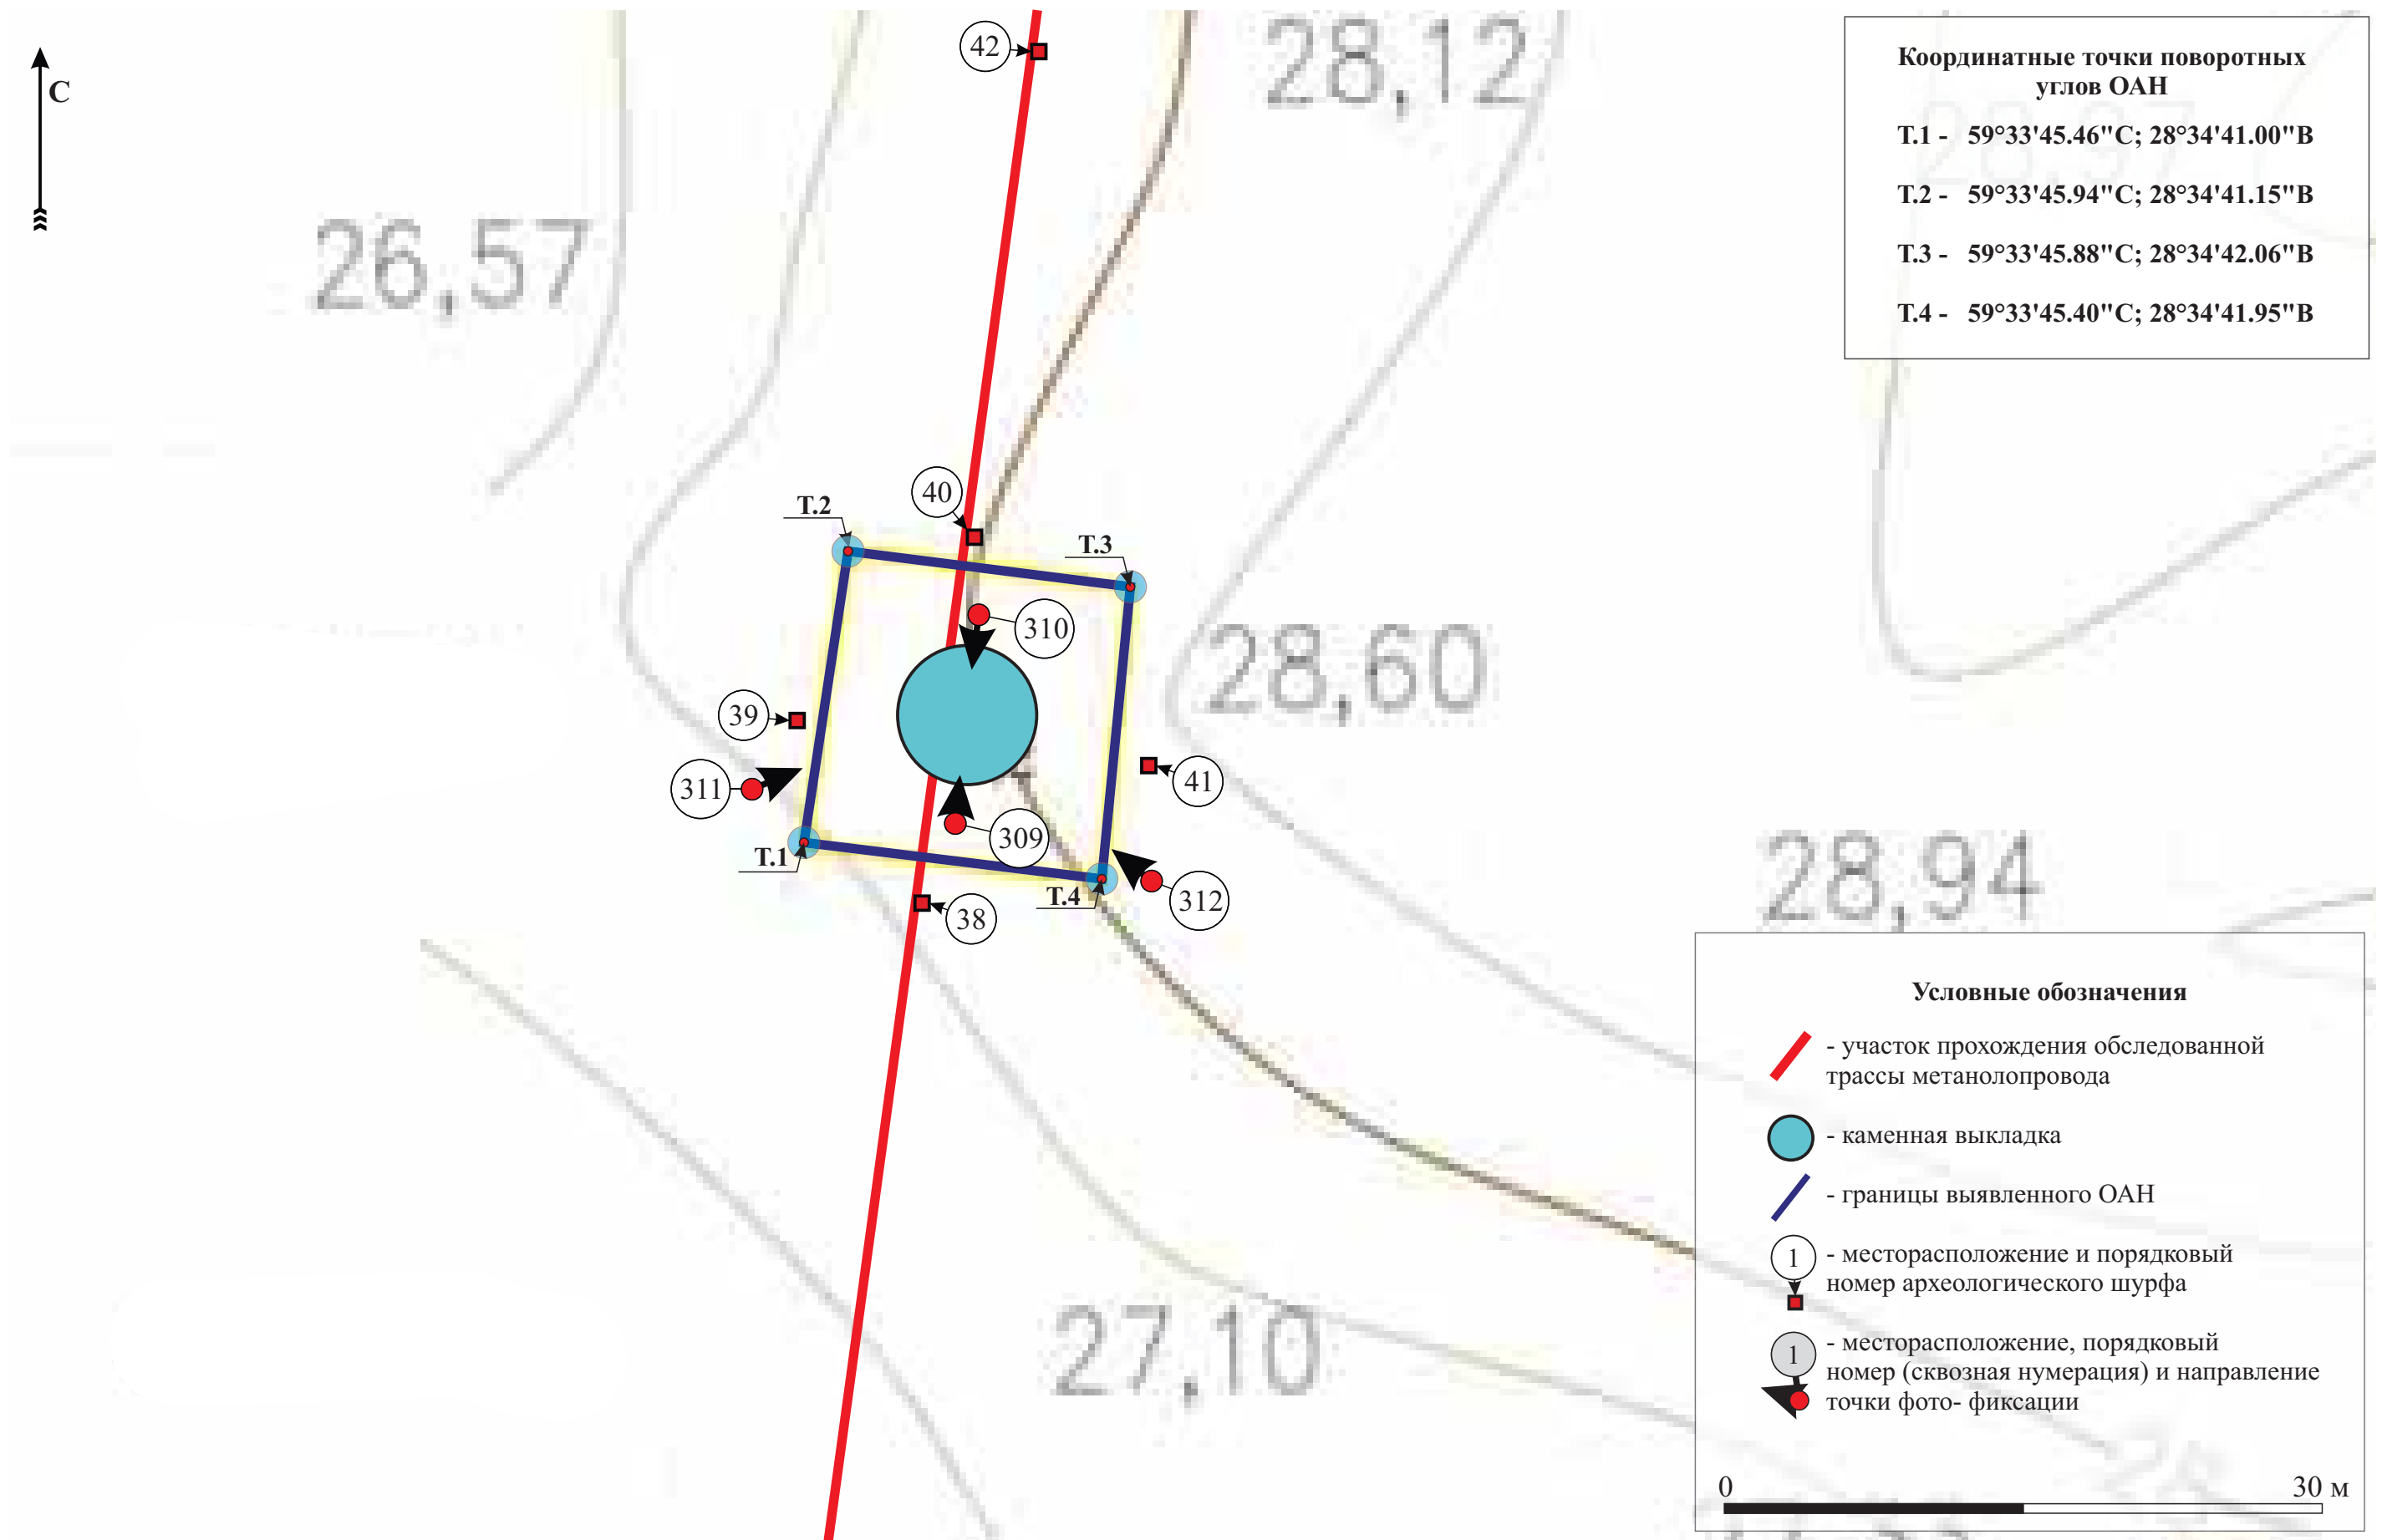 42
28,12
С
Координатные точки поворотных
углов ОАН
Т.1 - 59°33'45.46"С; 28°34'41.00"В
Т.2 - 59°33'45.94"С; 28°34'41.15"В
Т.3 - 59°33'45.88"С; 28°34'42.06"В
Т.4 - 59°33'45.40"С; 28°34'41.95"В
26,57
40
Т.2
Т.3
310
28,60
39
41
311
309
Т.1
Т.4
312
38
28,94
27,10
Условные обозначения
- участок прохождения обследованной
трассы метанолопровода
- каменная выкладка
- границы выявленного ОАН
1
- месторасположение и порядковый
номер археологического шурфа
1
- месторасположение, порядковый
номер (сквозная нумерация) и направление
точки фото- фиксации
0
30 м